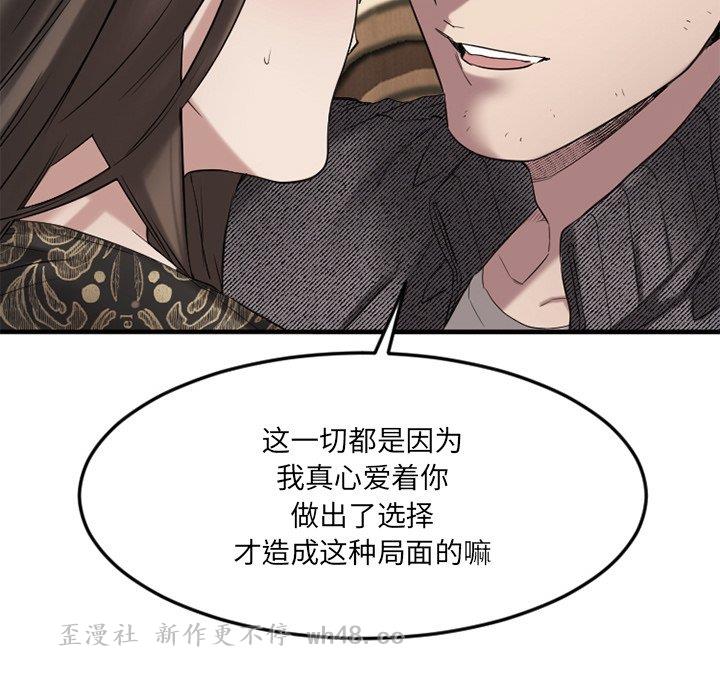 这一切都是因为
我真心爱着你
做出了选择
才造成这种局面的嘛
歪漫社 新作更不停 wh48.co